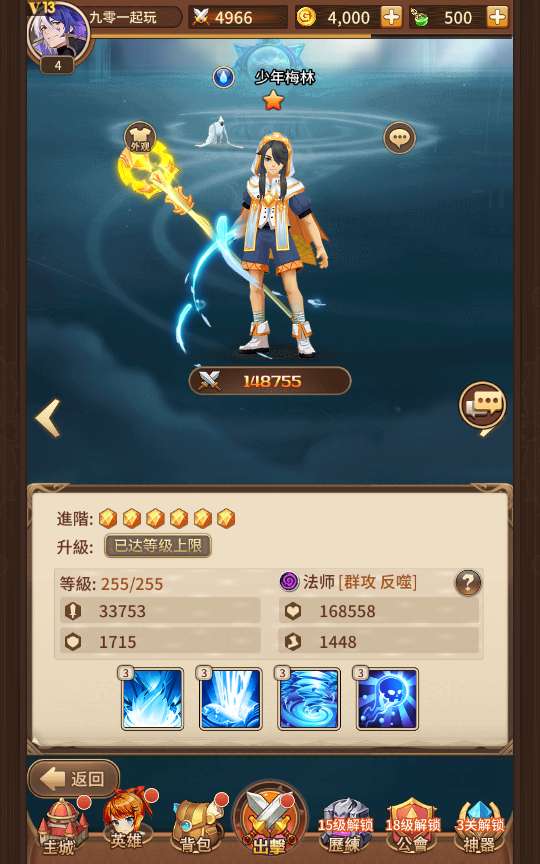 V13
九零一起玩
4966
G
4,000
500
4
少年梅林
外观
148755
進階:
升級:
已达等级上限
等級: 255/255
法师 [群攻 反噬]
?
33753
168558
1715
1448
3
3
3
3
返回
主城
英雄
背包
出擊
15级解锁
歷練
18级解锁
公會
3关解锁
神器